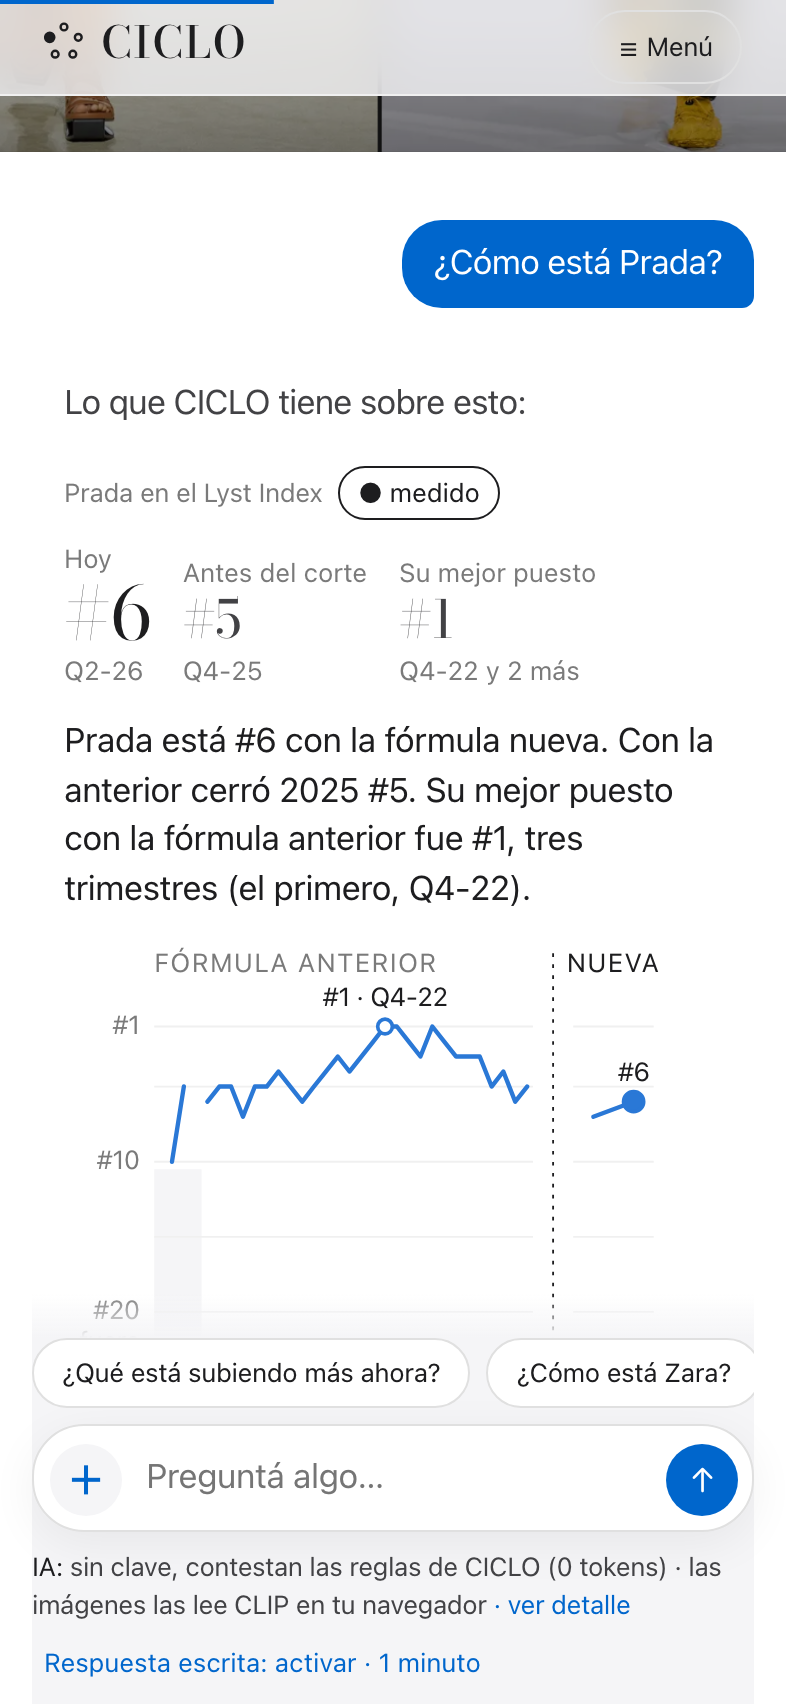 CICLO
≡ Menú
¿Cómo está Prada?
Lo que CICLO tiene sobre esto:
Prada en el Lyst Index ● medido
Hoy
Antes del corte
Su mejor puesto
#6
#5
#1
Q2-26
Q4-25
Q4-22 y 2 más
Prada está #6 con la fórmula nueva. Con la
anterior cerró 2025 #5. Su mejor puesto
con la fórmula anterior fue #1, tres
trimestres (el primero, Q4-22).
FÓRMULA ANTERIOR
NUEVA
#1 · Q4-22
#1
#6
#10
#20
¿Qué está subiendo más ahora?
¿Cómo está Zara?
Preguntá algo...
IA: sin clave, contestan las reglas de CICLO (0 tokens) · las
imágenes las lee CLIP en tu navegador · ver detalle
Respuesta escrita: activar · 1 minuto